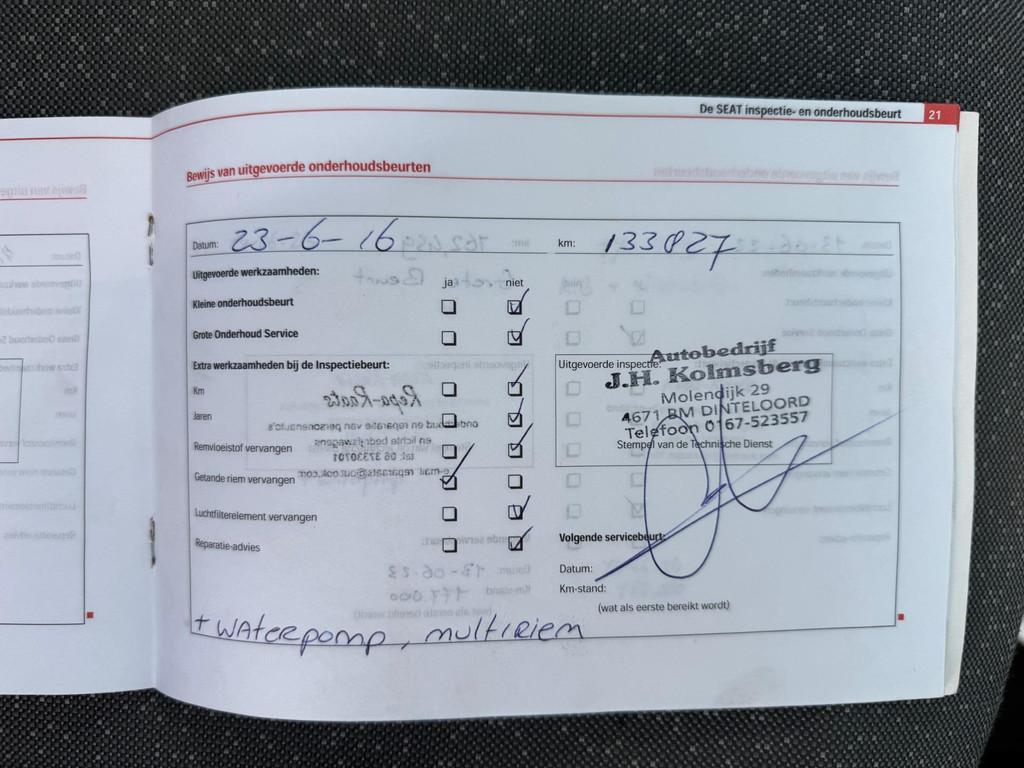 De SEAT inspectie- en onderhoudsbeurt 21
Bewijs van uitgevoerde onderhoudsbeurten
Datum: 23-6-16 km: 133827
Uitgevoerde werkzaamheden:
ja niet
Kleine onderhoudsbeurt
Grote Onderhoud Service
Extra werkzaamheden bij de Inspectiebeurt:
Km
Jaren
Remvloeistof vervangen
Getande riem vervangen
Luchtfilterelement vervangen
Reparatie-advies
Uitgevoerde inspectie:
Autobedrijf
J.H. Kolmsberg
Molendijk 29
4671 BM DINTELOORD
Telefoon 0167-523557
Stempel van de Technische Dienst
Volgende servicebeurt:
Datum:
Km-stand:
(wat als eerste bereikt wordt)
+ waterpomp, multiriem